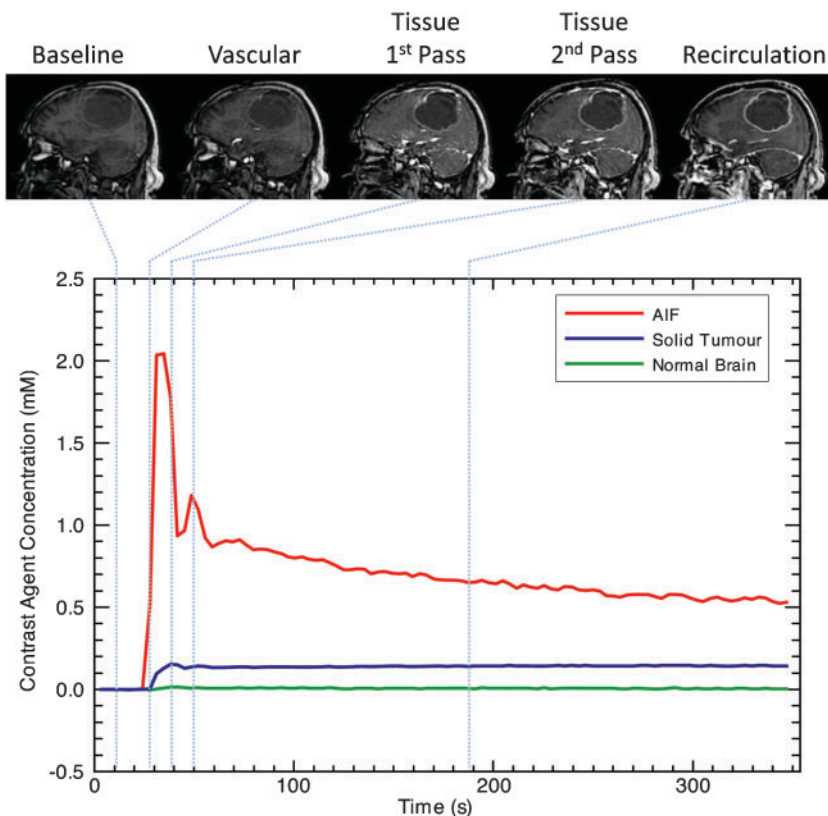 Baseline
Vascular
Tissue
1st Pass
Tissue
2nd Pass
Recirculation
2.5
2.0
1.5
1.0
0.5
0.0
-0.5
Contrast Agent Concentration (mM)
AIF
Solid Tumour
Normal Brain
0
100
200
300
Time (s)